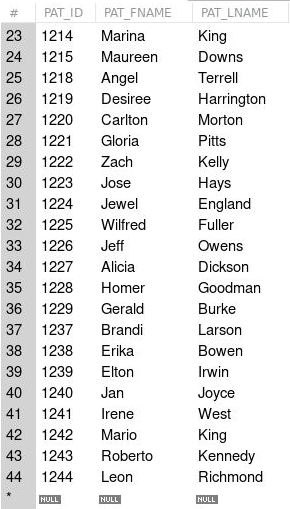 # PAT_ID PAT_FNAME PAT_LNAME
23 1214 Marina King
24 1215 Maureen Downs
25 1218 Angel Terrell
26 1219 Desiree Harrington
27 1220 Carlton Morton
28 1221 Gloria Pitts
29 1222 Zach Kelly
30 1223 Jose Hays
31 1224 Jewel England
32 1225 Wilfred Fuller
33 1226 Jeff Owens
34 1227 Alicia Dickson
35 1228 Homer Goodman
36 1229 Gerald Burke
37 1237 Brandi Larson
38 1238 Erika Bowen
39 1239 Elton Irwin
40 1240 Jan Joyce
41 1241 Irene West
42 1242 Mario King
43 1243 Roberto Kennedy
44 1244 Leon Richmond
* NULL NULL NULL